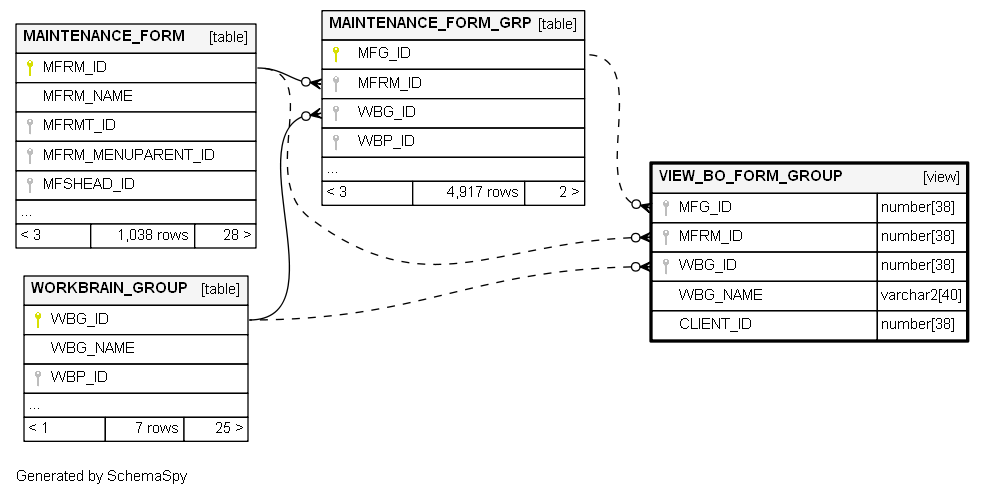 MAINTENANCE_FORM [table]
MFRM_ID
MFRM_NAME
MFRMT_ID
MFRM_MENUPARENT_ID
MFSHEAD_ID
...
< 3 1,038 rows 28 >
MAINTENANCE_FORM_GRP [table]
MFG_ID
MFRM_ID
WBG_ID
WBP_ID
...
< 3 4,917 rows 2 >
VIEW_BO_FORM_GROUP [view]
MFG_ID number[38]
MFRM_ID number[38]
WBG_ID number[38]
WBG_NAME varchar2[40]
CLIENT_ID number[38]
WORKBRAIN_GROUP [table]
WBG_ID
WBG_NAME
WBP_ID
...
< 1 7 rows 25 >
Generated by SchemaSpy